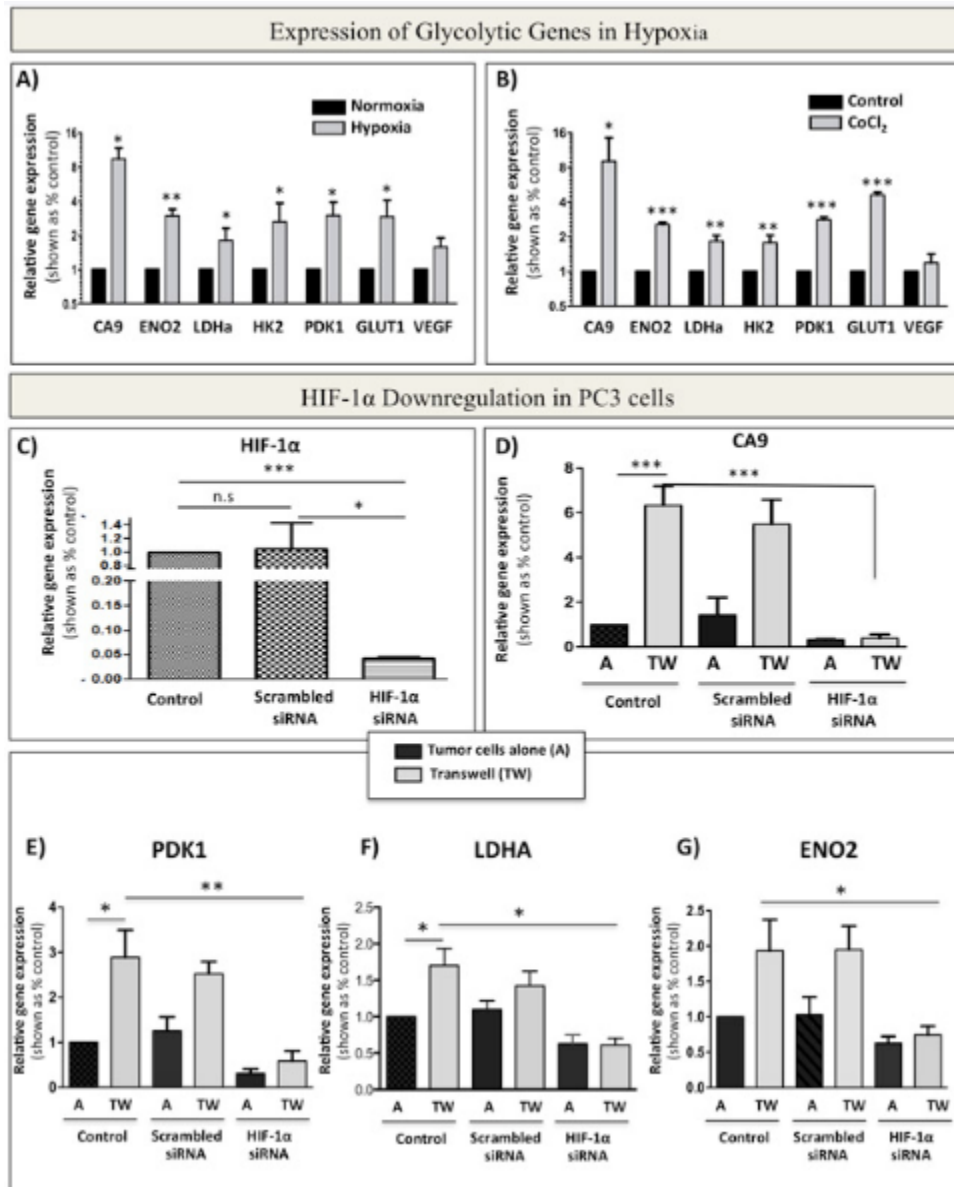 Expression of Glycolytic Genes in Hypoxia
A)
Normoxia
Hypoxia
Relative gene expression
(shown as % control)
16
8
4
2
1
0.5
* ** * * * *
CA9 ENO2 LDHa HK2 PDK1 GLUT1 VEGF
B)
Control
CoCl₂
Relative gene expression
(shown as % control)
16
8
4
2
1
0.5
* *** ** ** *** ***
CA9 ENO2 LDHa HK2 PDK1 GLUT1 VEGF
HIF-1α Downregulation in PC3 cells
C)
HIF-1α
***
n.s
*
Relative gene expression
(shown as % control)
1.4
1.2
1.0
0.8
0.20
0.15
0.10
0.05
0.00
Control Scrambled siRNA HIF-1α siRNA
D)
CA9
*** ***
Relative gene expression
(shown as % control)
8
6
4
2
0
A TW A TW A TW
Control Scrambled siRNA HIF-1α siRNA
Tumor cells alone (A)
Transwell (TW)
E)
PDK1
**
*
Relative gene expression
(shown as % control)
4
3
2
1
0
A TW A TW A TW
Control Scrambled siRNA HIF-1α siRNA
F)
LDHA
* *
Relative gene expression
(shown as % control)
2.5
2.0
1.5
1.0
0.5
0.0
A TW A TW A TW
Control Scrambled siRNA HIF-1α siRNA
G)
ENO2
*
Relative gene expression
(shown as % control)
2.5
2.0
1.5
1.0
0.5
0.0
A TW A TW A TW
Control Scrambled siRNA HIF-1α siRNA